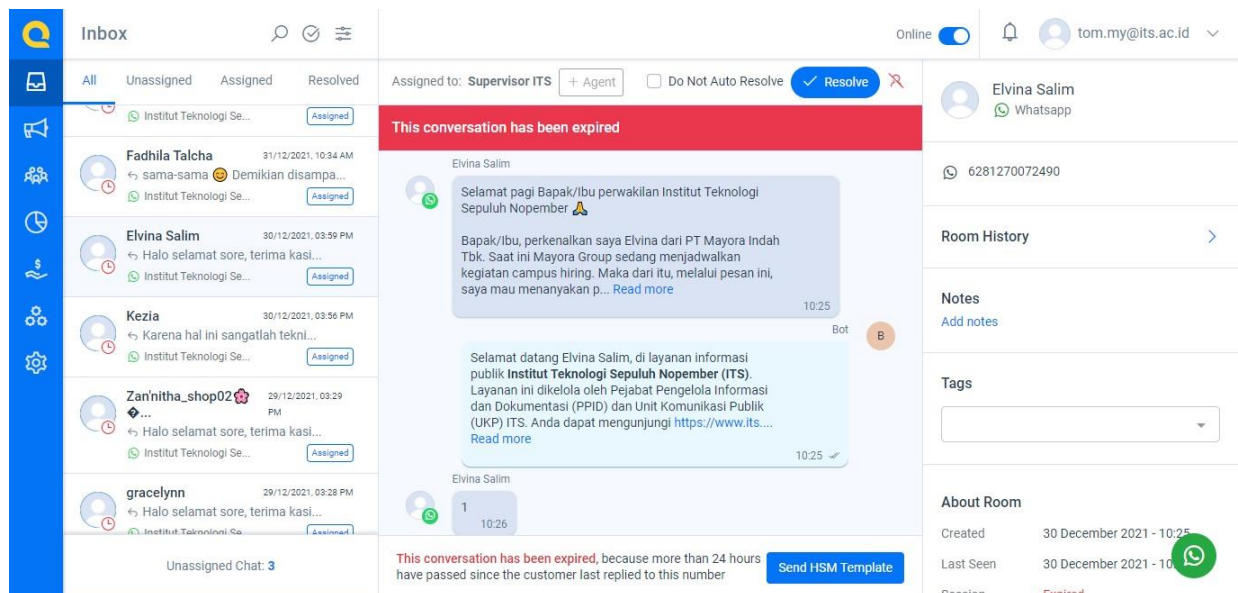 Inbox
Online
tom.my@its.ac.id
All Unassigned Assigned Resolved
Institut Teknologi Se... Assigned
Fadhila Talcha 31/12/2021, 10:34 AM
sama-sama 😊 Demikian disampa...
Institut Teknologi Se... Assigned
Elvina Salim 30/12/2021, 03:59 PM
Halo selamat sore, terima kasi...
Institut Teknologi Se... Assigned
Kezia 30/12/2021, 03:56 PM
Karena hal ini sangatlah tekni...
Institut Teknologi Se... Assigned
Zan'nitha_shop02🌸 29/12/2021, 03:29
�... PM
Halo selamat sore, terima kasi...
Institut Teknologi Se... Assigned
gracelynn 29/12/2021, 03:28 PM
Halo selamat sore, terima kasi...
Institut Teknologi Se... Assigned
Unassigned Chat: 3
Assigned to: Supervisor ITS + Agent Do Not Auto Resolve Resolve
This conversation has been expired
Elvina Salim
Selamat pagi Bapak/Ibu perwakilan Institut Teknologi
Sepuluh Nopember 🙏
Bapak/Ibu, perkenalkan saya Elvina dari PT Mayora Indah
Tbk. Saat ini Mayora Group sedang menjadwalkan
kegiatan campus hiring. Maka dari itu, melalui pesan ini,
saya mau menanyakan p... Read more
10:25
Bot
B
Selamat datang Elvina Salim, di layanan informasi
publik Institut Teknologi Sepuluh Nopember (ITS).
Layanan ini dikelola oleh Pejabat Pengelola Informasi
dan Dokumentasi (PPID) dan Unit Komunikasi Publik
(UKP) ITS. Anda dapat mengunjungi https://www.its....
Read more
10:25
Elvina Salim
1
10:26
This conversation has been expired, because more than 24 hours
have passed since the customer last replied to this number
Send HSM Template
Elvina Salim
Whatsapp
6281270072490
Room History
Notes
Add notes
Tags
About Room
Created 30 December 2021 - 10:25
Last Seen 30 December 2021 - 10
Session Expired